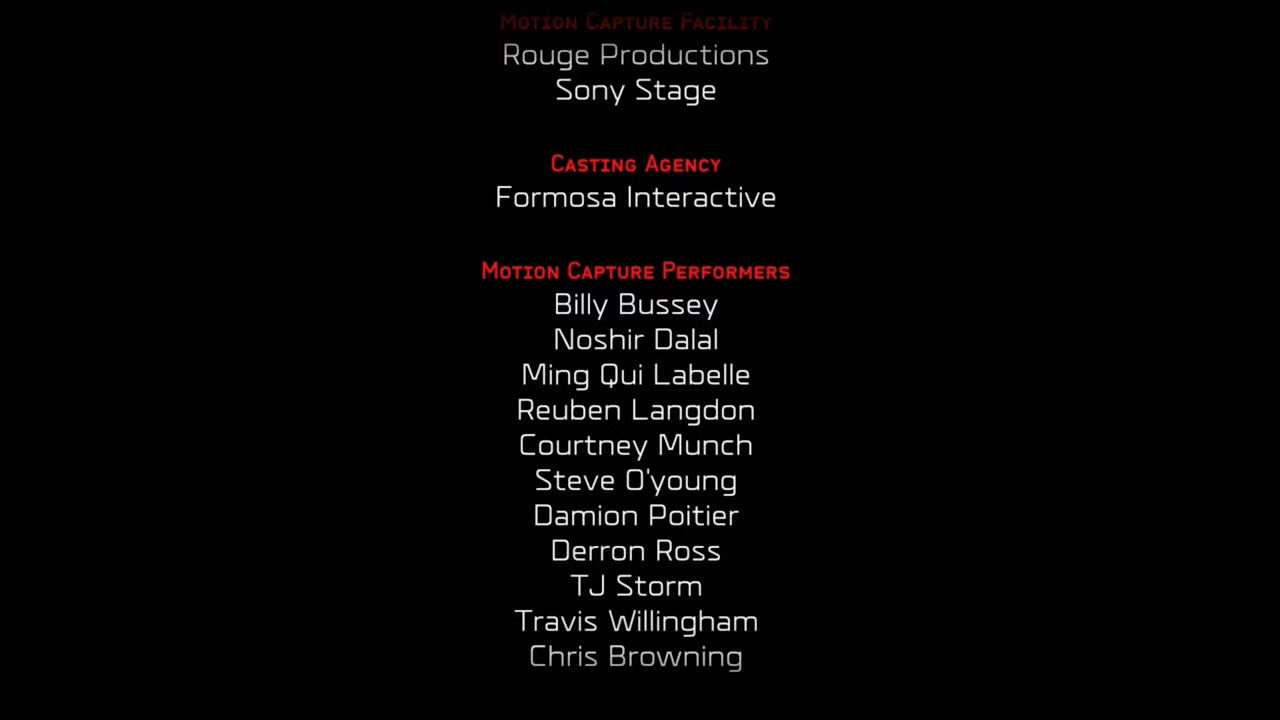 Motion Capture Facility
Rouge Productions
Sony Stage
Casting Agency
Formosa Interactive
Motion Capture Performers
Billy Bussey
Noshir Dalal
Ming Qui Labelle
Reuben Langdon
Courtney Munch
Steve O'young
Damion Poitier
Derron Ross
TJ Storm
Travis Willingham
Chris Browning